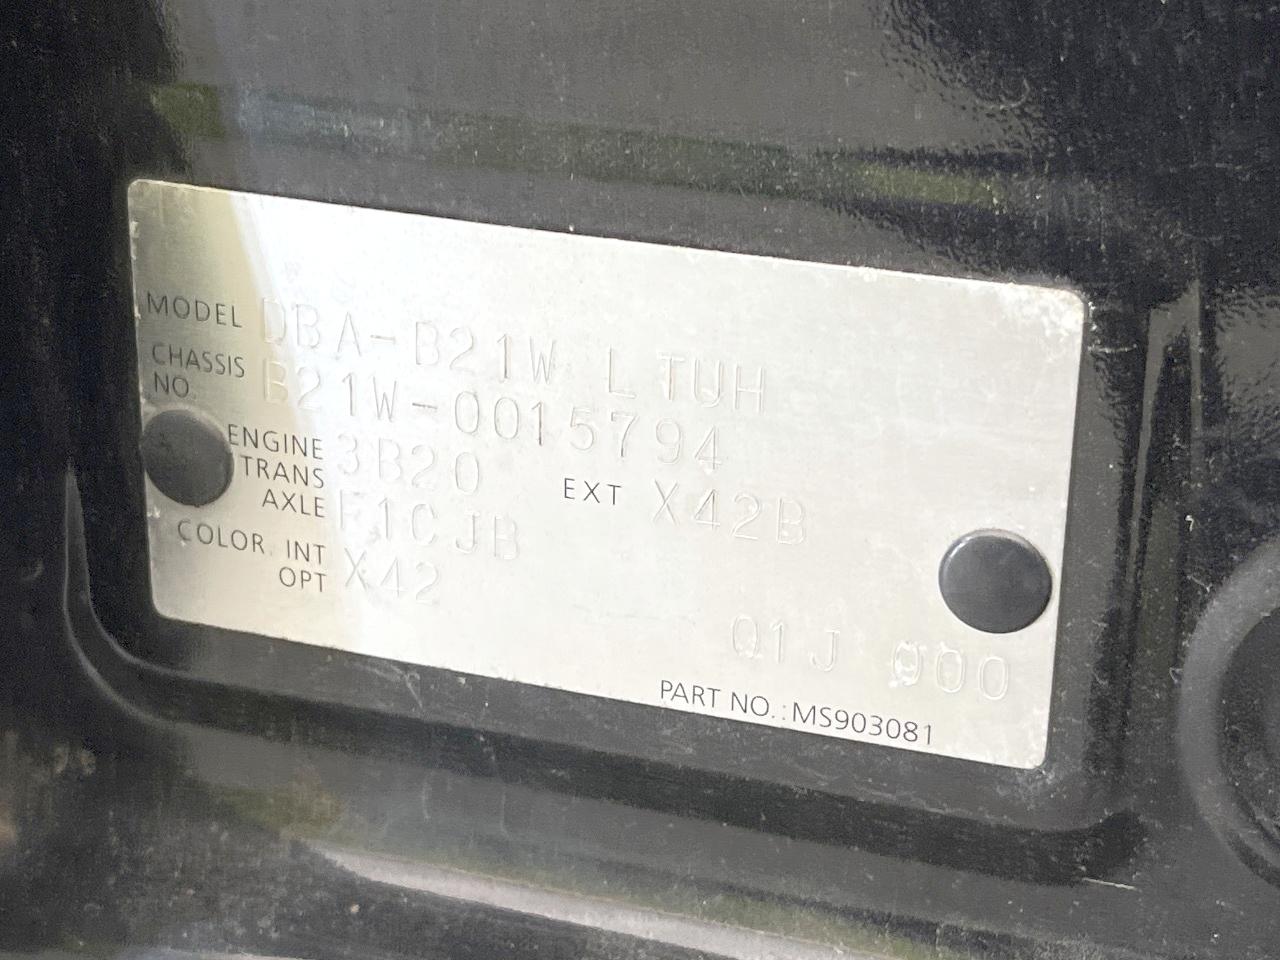 MODEL DBA-B21W LTUH
CHASSIS NO. B21W-0015794
ENGINE 3B20 EXT X42B
TRANS AXLE F1CJB
COLOR, INT X42
OPT
Q1J 000
PART NO.:MS903081